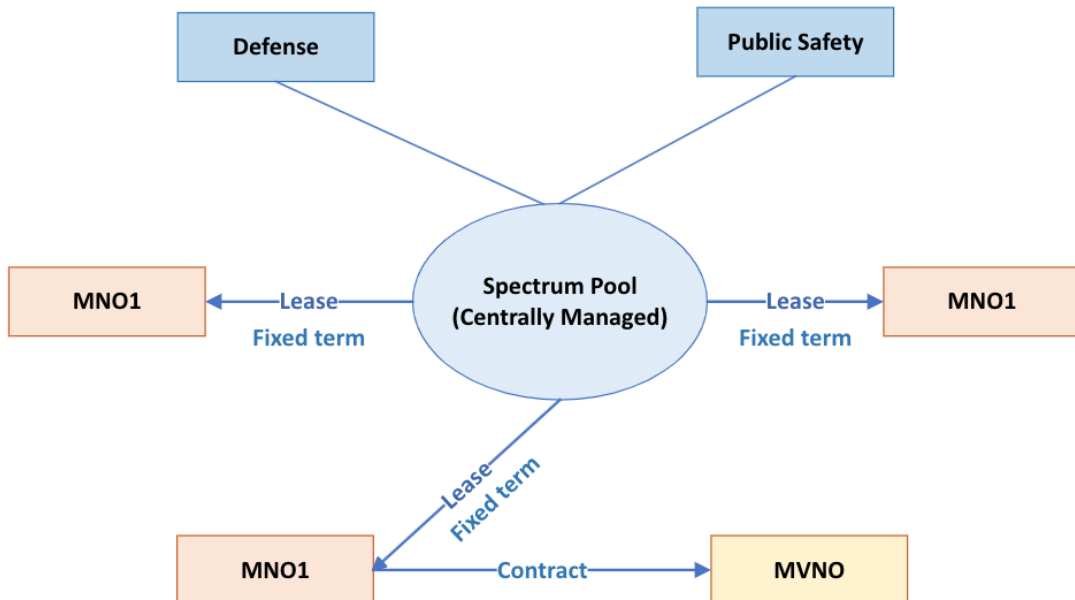 Defense
Public Safety
Spectrum Pool
(Centrally Managed)
MNO1
Lease
Fixed term
Lease
Fixed term
MNO1
Lease
Fixed term
MNO1
Contract
MVNO